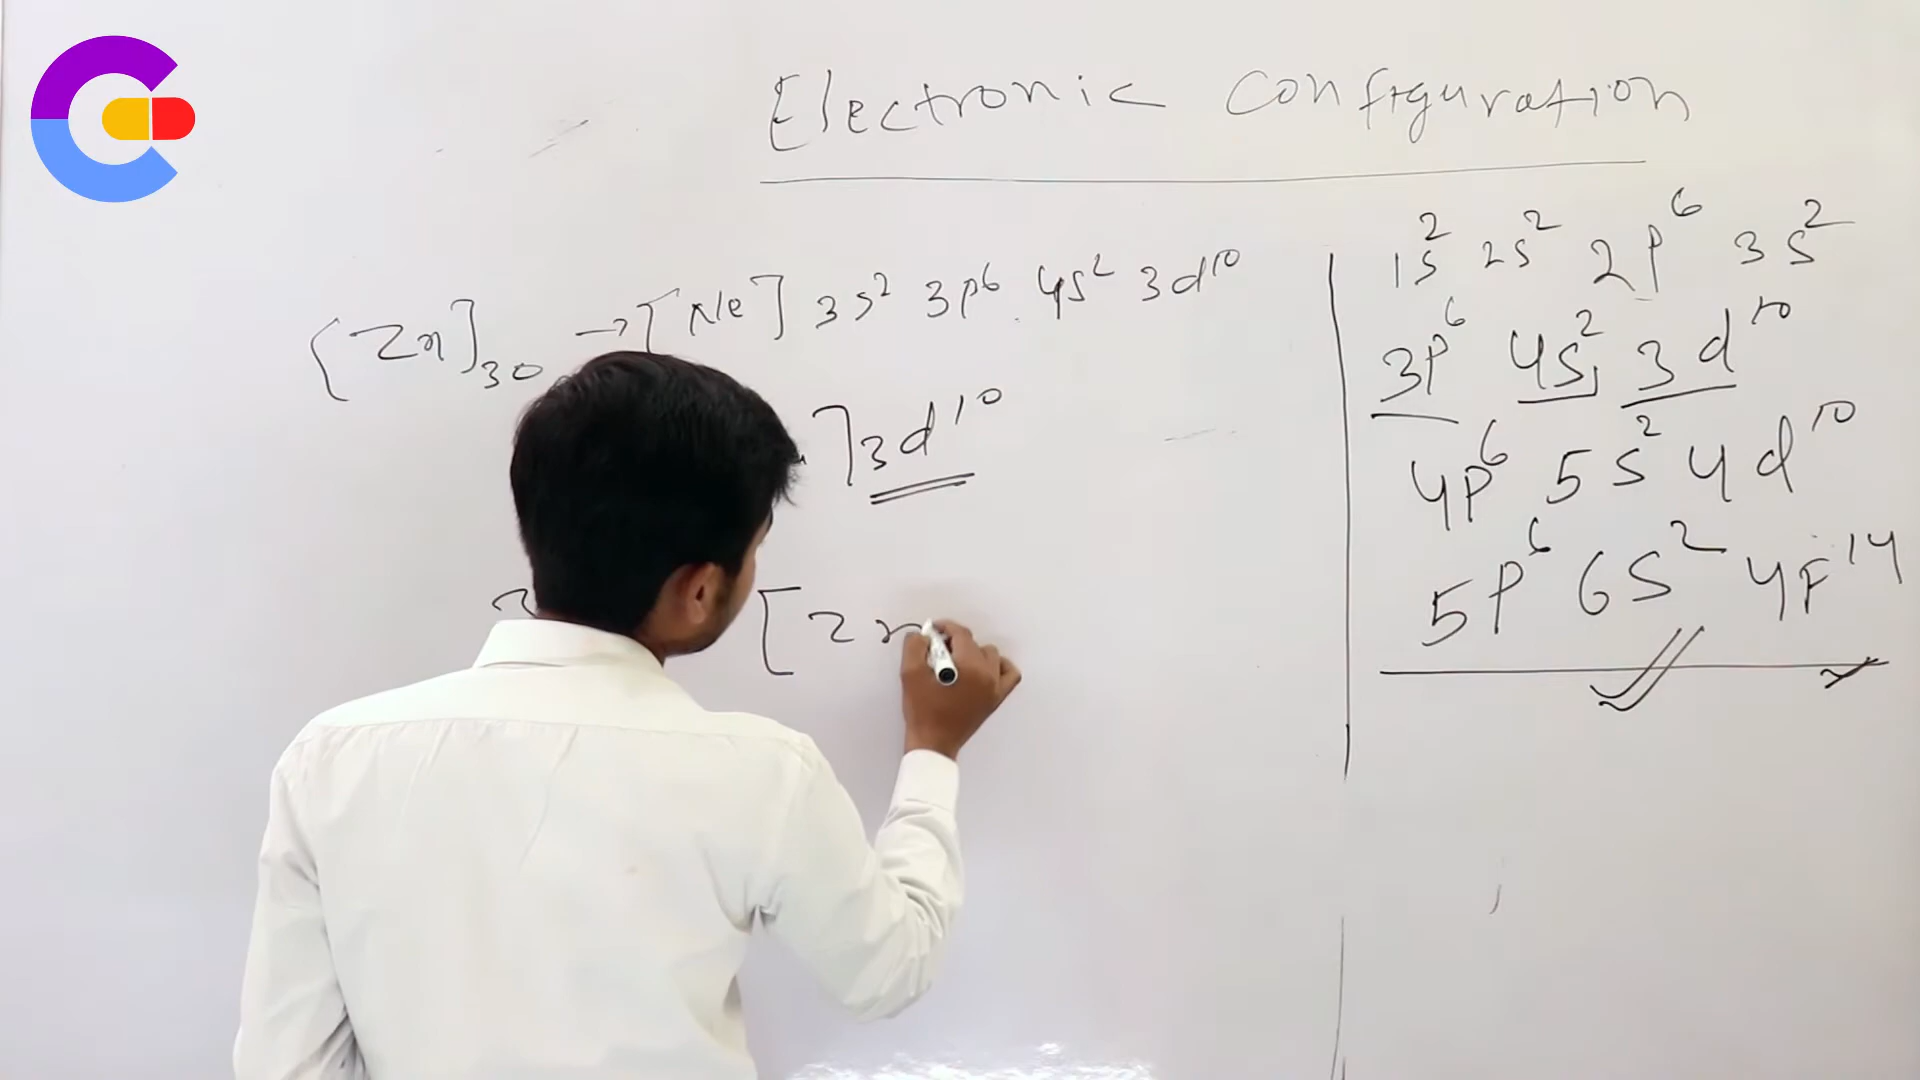 Electronic Configuration
[Zn]30 → [Ne] 3s² 3p⁶ 4s² 3d¹⁰
] 3d¹⁰
[Zn
1s² 2s² 2p⁶ 3s²
3p⁶ 4s² 3d¹⁰
4p⁶ 5s² 4d¹⁰
5p⁶ 6s² 4F¹⁴